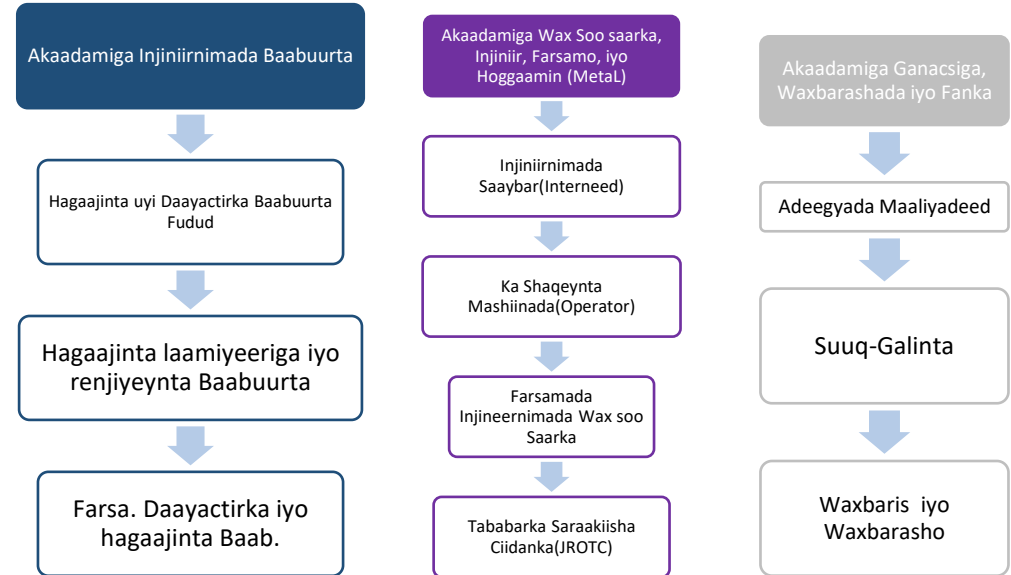 Akaadamiga Injiniirnimada Baabuurta
Hagaajinta uyi Daayactirka Baabuurta
Fudud
Hagaajinta laamiyeeriga iyo
renjiyeynta Baabuurta
Farsa. Daayactirka iyo
hagaajinta Baab.
Akaadamiga Wax Soo saarka,
Injiniir, Farsamo, iyo
Hoggaamin (MetaL)
Injiniirnimada
Saaybar(Interneed)
Ka Shaqeynta
Mashiinada(Operator)
Farsamada
Injineernimada Wax soo
Saarka
Tababarka Saraakiisha
Ciidanka(JROTC)
Akaadamiga Ganacsiga,
Waxbarashada iyo Fanka
Adeegyada Maaliyadeed
Suuq-Galinta
Waxbaris iyo
Waxbarasho